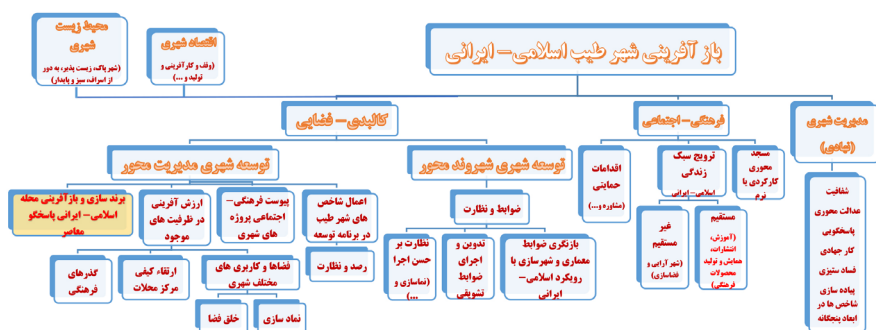 باز آفرینی شهر طیب اسلامی – ایرانی
محیط زیست
شهری
(شهر پاک، زیست پذیر، به دور
از اسراف، سبز و پایدار)
اقتصاد شهری
(وقف و کارآفرینی و
تولید و ...)
مدیریت شهری
(نهادی)
شفافیت
عدالت محوری
پاسخگویی
کار جهادی
فساد ستیزی
پیاده سازی
شاخص ها در
ابعاد پنجگانه
فرهنگی – اجتماعی
مسجد
محوری
کارکردی یا
نرم
ترویج سبک
زندگی
اسلامی – ایرانی
مستقیم
(آموزش،
انتشارات،
همایش و تولید
محصولات
فرهنگی)
غیر
مستقیم
(شهر آرایی و
فضاسازی)
اقدامات
حمایتی
(مشاوره و...)
کالبدی – فضایی
توسعه شهری شهروند محور
ضوابط و نظارت
بازنگری ضوابط
معماری و شهرسازی با
رویکرد اسلامی –
ایرانی
تدوین و
اجرای
ضوابط
تشویقی
نظارت بر
حسن اجرا
(نماسازی و
...)
توسعه شهری مدیریت محور
اعمال شاخص
های شهر طیب
در برنامه توسعه
رصد و نظارت
پیوست فرهنگی –
اجتماعی پروژه
های شهری
ارزش آفرینی
در ظرفیت های
موجود
فضاها و کاربری های
مختلف شهری
نماد سازی
خلق فضا
ارتقاء کیفی
مرکز محلات
گذرهای
فرهنگی
برند سازی و بازآفرینی محله
اسلامی – ایرانی پاسخگو
معاصر